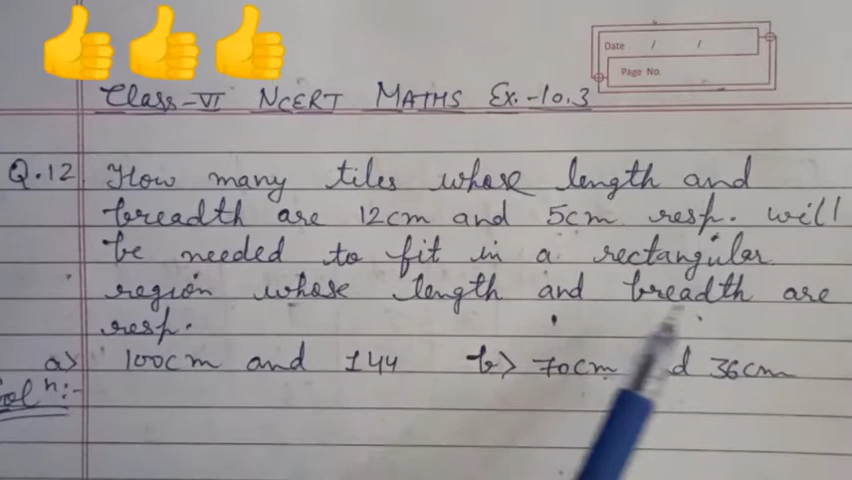 Date / /
Page No.
Class-VI NCERT MATHS Ex.-10.3
Q.12 How many tiles whose length and
breadth are 12cm and 5cm resp. will
be needed to fit in a rectangular
region whose length and breadth are
resp.
a> 100cm and 144 b> 70cm nd 36cm
Soln:-